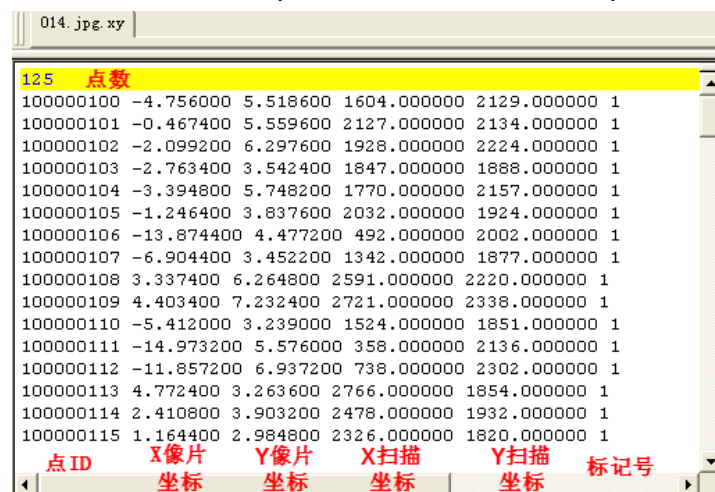 014.jpg.xy
125 点数
100000100 -4.756000 5.518600 1604.000000 2129.000000 1
100000101 -0.467400 5.559600 2127.000000 2134.000000 1
100000102 -2.099200 6.297600 1928.000000 2224.000000 1
100000103 -2.763400 3.542400 1847.000000 1888.000000 1
100000104 -3.394800 5.748200 1770.000000 2157.000000 1
100000105 -1.246400 3.837600 2032.000000 1924.000000 1
100000106 -13.874400 4.477200 492.000000 2002.000000 1
100000107 -6.904400 3.452200 1342.000000 1877.000000 1
100000108 3.337400 6.264800 2591.000000 2220.000000 1
100000109 4.403400 7.232400 2721.000000 2338.000000 1
100000110 -5.412000 3.239000 1524.000000 1851.000000 1
100000111 -14.973200 5.576000 358.000000 2136.000000 1
100000112 -11.857200 6.937200 738.000000 2302.000000 1
100000113 4.772400 3.263600 2766.000000 1854.000000 1
100000114 2.410800 3.903200 2478.000000 1932.000000 1
100000115 1.164400 2.984800 2326.000000 1820.000000 1
点ID X像片 Y像片 X扫描 Y扫描 标记号
坐标 坐标 坐标 坐标